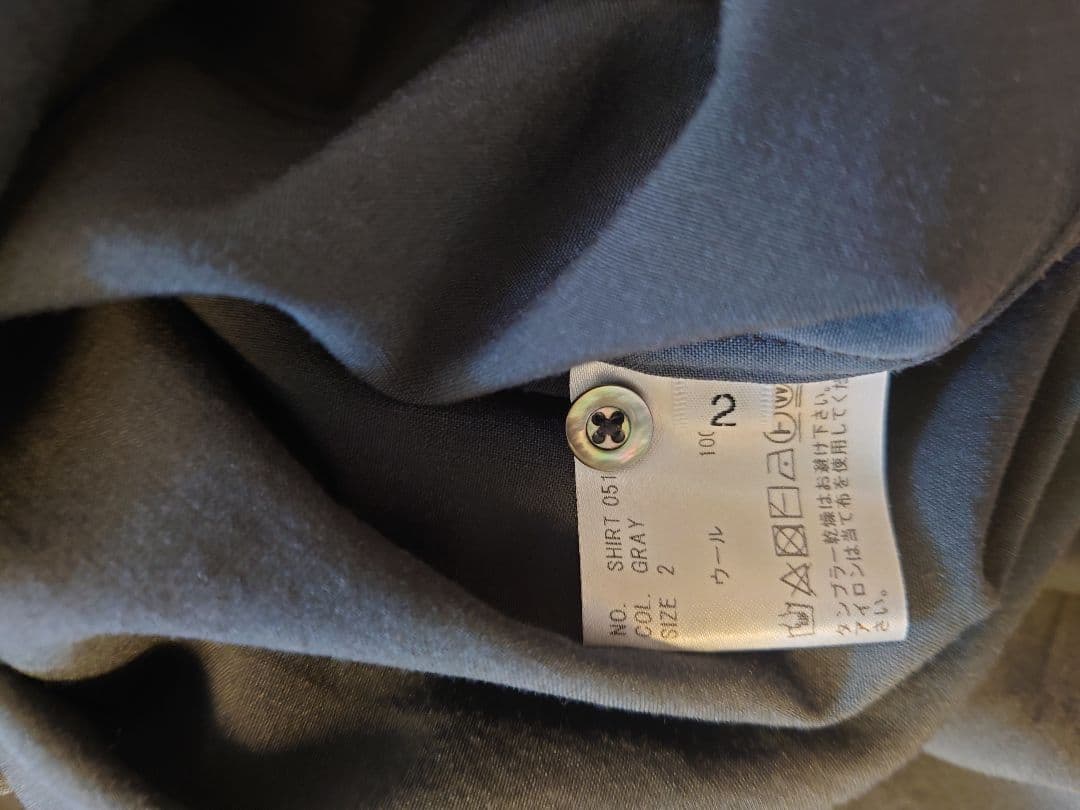 NO. SHIRT 051
COL. GRAY
SIZE 2
ウール 100
2
タンブラー乾燥はお避け下さい。
アイロンは当て布を使用してくだ
さい。